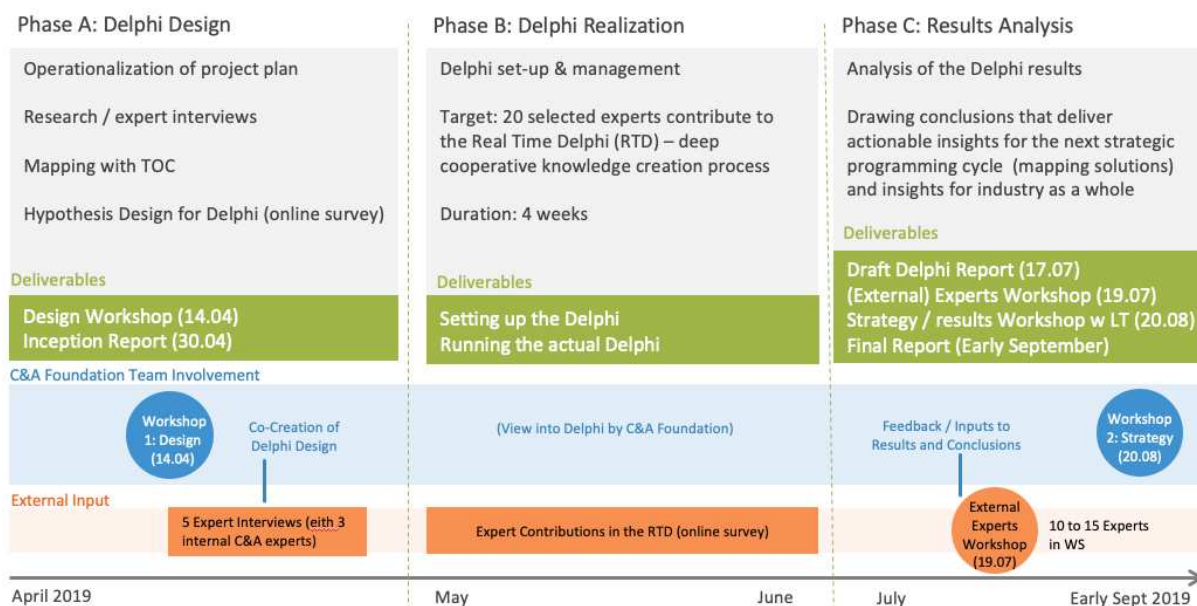 Phase A: Delphi Design
Operationalization of project plan
Research / expert interviews
Mapping with TOC
Hypothesis Design for Delphi (online survey)
Deliverables
Design Workshop (14.04)
Inception Report (30.04)
Phase B: Delphi Realization
Delphi set-up & management
Target: 20 selected experts contribute to
the Real Time Delphi (RTD) – deep
cooperative knowledge creation process
Duration: 4 weeks
Deliverables
Setting up the Delphi
Running the actual Delphi
Phase C: Results Analysis
Analysis of the Delphi results
Drawing conclusions that deliver
actionable insights for the next strategic
programming cycle (mapping solutions)
and insights for industry as a whole
Deliverables
Draft Delphi Report (17.07)
(External) Experts Workshop (19.07)
Strategy / results Workshop w LT (20.08)
Final Report (Early September)
C&A Foundation Team Involvement
Workshop
1: Design
(14.04)
Co-Creation of
Delphi Design
(View into Delphi by C&A Foundation)
Feedback / Inputs to
Results and Conclusions
Workshop
2: Strategy
(20.08)
External Input
5 Expert Interviews (eith 3
internal C&A experts)
Expert Contributions in the RTD (online survey)
External
Experts
Workshop
(19.07)
10 to 15 Experts
in WS
April 2019
May
June
July
Early Sept 2019